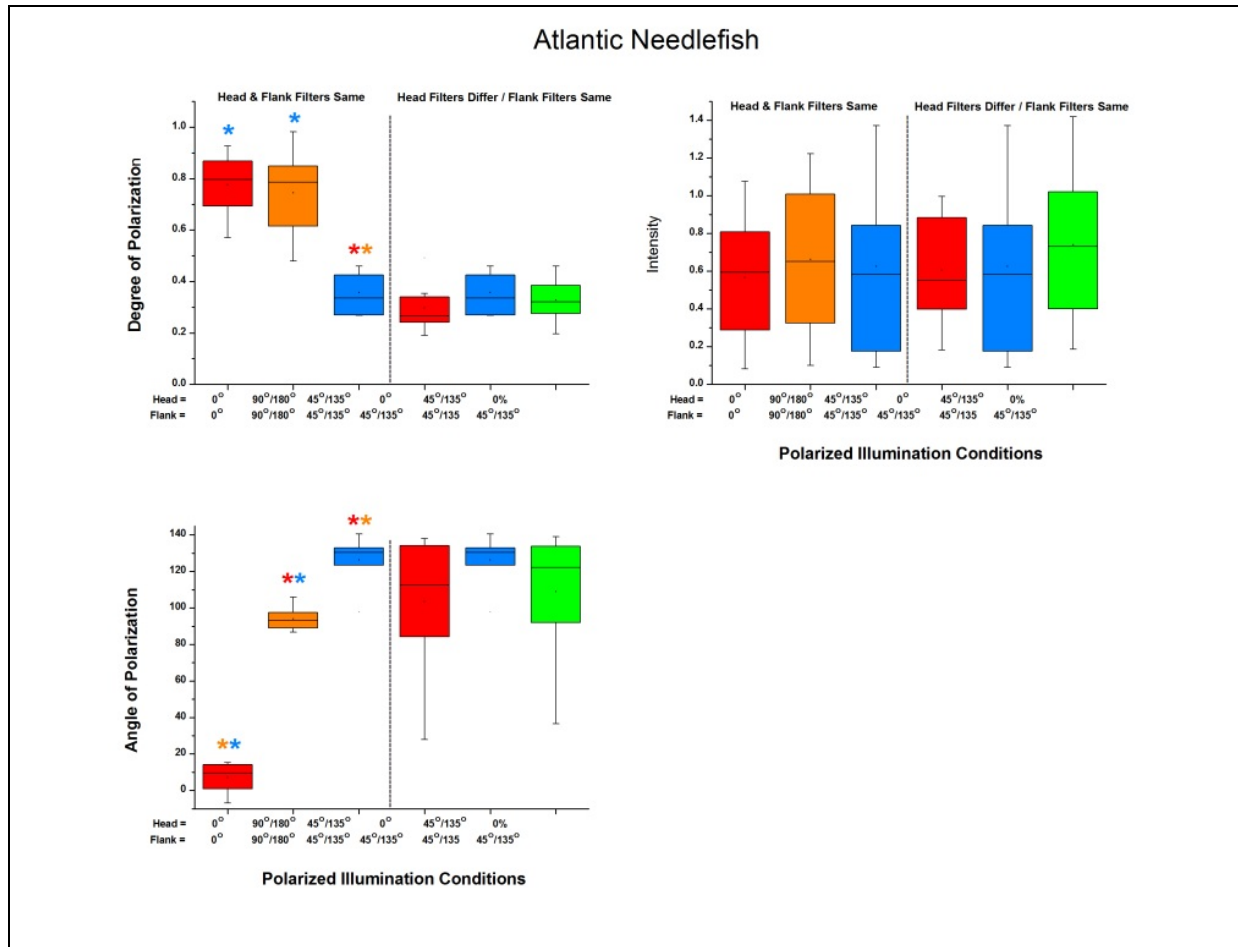 Atlantic Needlefish
Head & Flank Filters Same
Head Filters Differ / Flank Filters Same
Degree of Polarization
1.0
0.8
0.6
0.4
0.2
0.0
Head = 0° 90°/180° 45°/135° 0° 45°/135° 0%
Flank = 0° 90°/180° 45°/135° 45°/135° 45°/135 45°/135°
Head & Flank Filters Same
Head Filters Differ / Flank Filters Same
Intensity
1.4
1.2
1.0
0.8
0.6
0.4
0.2
0.0
Head = 0° 90°/180° 45°/135° 0° 45°/135° 0%
Flank = 0° 90°/180° 45°/135° 45°/135° 45°/135 45°/135°
Polarized Illumination Conditions
Angle of Polarization
140
120
100
80
60
40
20
0
Head = 0° 90°/180° 45°/135° 0° 45°/135° 0%
Flank = 0° 90°/180° 45°/135° 45°/135° 45°/135 45°/135°
Polarized Illumination Conditions